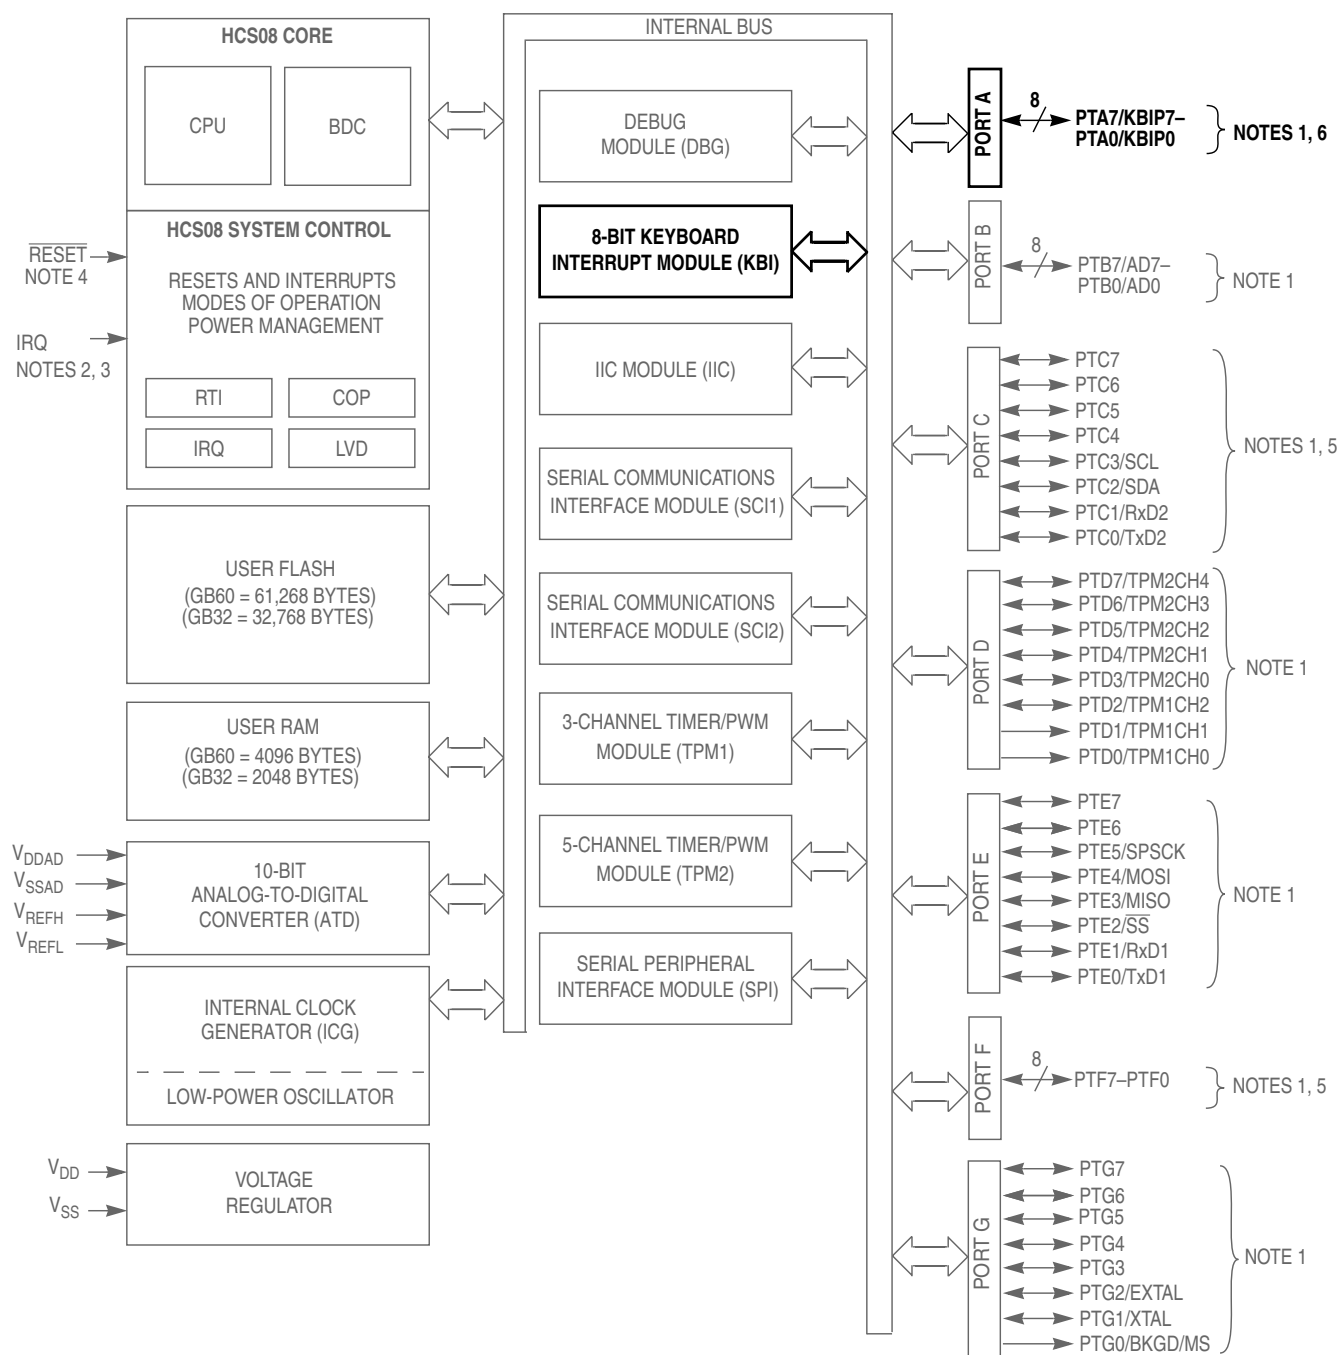 INTERNAL BUS
HCS08 CORE
CPU
BDC
HCS08 SYSTEM CONTROL
RESETS AND INTERRUPTS
MODES OF OPERATION
POWER MANAGEMENT
RTI
COP
IRQ
LVD
RESET
NOTE 4
IRQ
NOTES 2, 3
USER FLASH
(GB60 = 61,268 BYTES)
(GB32 = 32,768 BYTES)
USER RAM
(GB60 = 4096 BYTES)
(GB32 = 2048 BYTES)
VDDAD
VSSAD
VREFH
VREFL
10-BIT
ANALOG-TO-DIGITAL
CONVERTER (ATD)
INTERNAL CLOCK
GENERATOR (ICG)
LOW-POWER OSCILLATOR
VDD
VSS
VOLTAGE
REGULATOR
DEBUG
MODULE (DBG)
8-BIT KEYBOARD
INTERRUPT MODULE (KBI)
IIC MODULE (IIC)
SERIAL COMMUNICATIONS
INTERFACE MODULE (SCI1)
SERIAL COMMUNICATIONS
INTERFACE MODULE (SCI2)
3-CHANNEL TIMER/PWM
MODULE (TPM1)
5-CHANNEL TIMER/PWM
MODULE (TPM2)
SERIAL PERIPHERAL
INTERFACE MODULE (SPI)
PORT A
8
PTA7/KBIP7–
PTA0/KBIP0
NOTES 1, 6
PORT B
8
PTB7/AD7–
PTB0/AD0
NOTE 1
PORT C
PTC7
PTC6
PTC5
PTC4
PTC3/SCL
PTC2/SDA
PTC1/RxD2
PTC0/TxD2
NOTES 1, 5
PORT D
PTD7/TPM2CH4
PTD6/TPM2CH3
PTD5/TPM2CH2
PTD4/TPM2CH1
PTD3/TPM2CH0
PTD2/TPM1CH2
PTD1/TPM1CH1
PTD0/TPM1CH0
NOTE 1
PORT E
PTE7
PTE6
PTE5/SPSCK
PTE4/MOSI
PTE3/MISO
PTE2/SS
PTE1/RxD1
PTE0/TxD1
NOTE 1
PORT F
8
PTF7–PTF0
NOTES 1, 5
PORT G
PTG7
PTG6
PTG5
PTG4
PTG3
PTG2/EXTAL
PTG1/XTAL
PTG0/BKGD/MS
NOTE 1